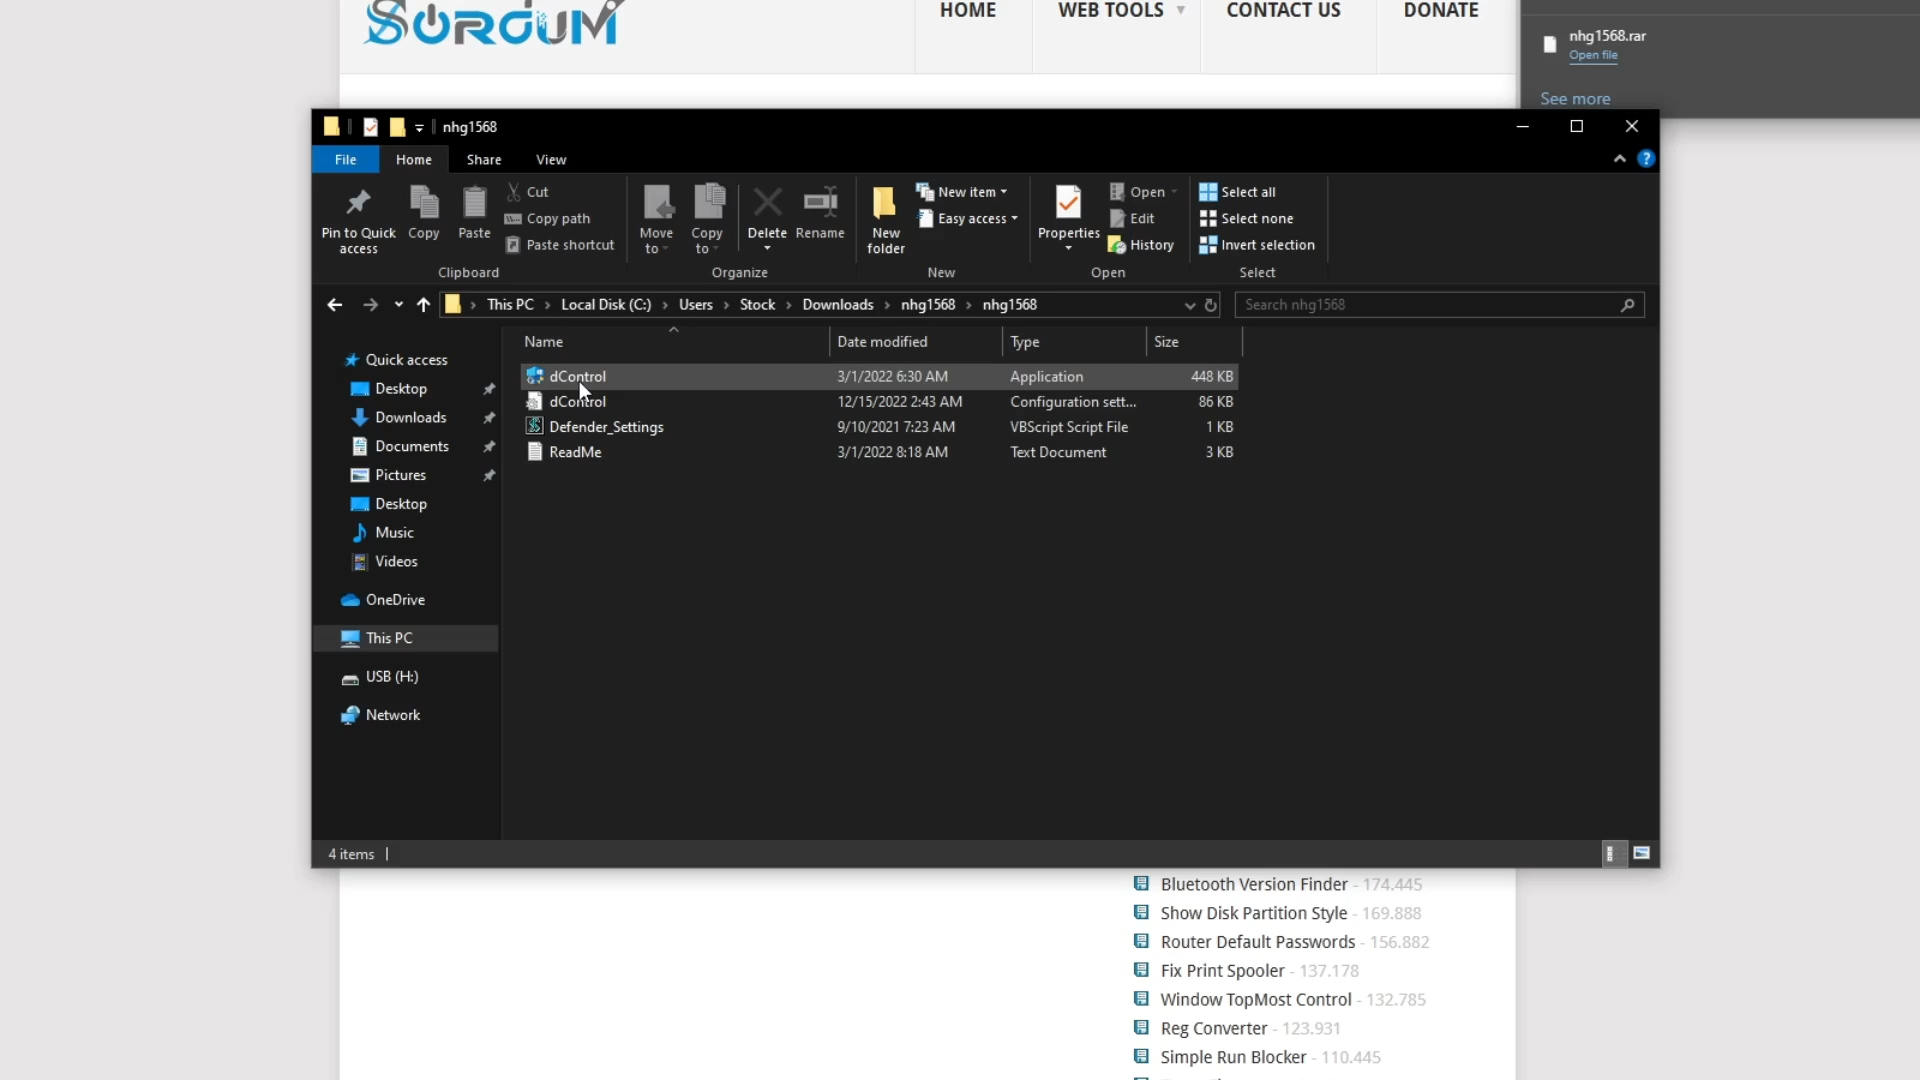 SORDUM
HOME
WEB TOOLS
CONTACT US
DONATE
nhg1568.rar
Open file
See more
nhg1568
File
Home
Share
View
Pin to Quick access
Copy
Paste
Cut
Copy path
Paste shortcut
Clipboard
Move to
Copy to
Delete
Rename
Organize
New folder
New item
Easy access
New
Properties
Open
Edit
History
Open
Select all
Select none
Invert selection
Select
This PC > Local Disk (C:) > Users > Stock > Downloads > nhg1568 > nhg1568
Search nhg1568
Name Date modified Type Size
dControl 3/1/2022 6:30 AM Application 448 KB
dControl 12/15/2022 2:43 AM Configuration sett... 86 KB
Defender_Settings 9/10/2021 7:23 AM VBScript Script File 1 KB
ReadMe 3/1/2022 8:18 AM Text Document 3 KB
Quick access
Desktop
Downloads
Documents
Pictures
Desktop
Music
Videos
OneDrive
This PC
USB (H:)
Network
4 items
Bluetooth Version Finder - 174.445
Show Disk Partition Style - 169.888
Router Default Passwords - 156.882
Fix Print Spooler - 137.178
Window TopMost Control - 132.785
Reg Converter - 123.931
Simple Run Blocker - 110.445